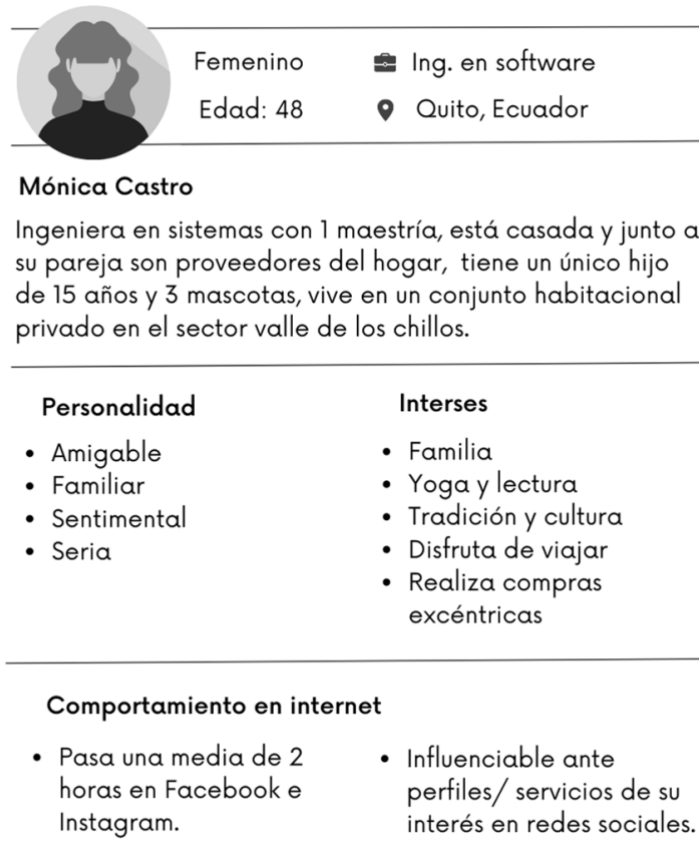 Femenino
Ing. en software
Edad: 48
Quito, Ecuador
Mónica Castro
Ingeniera en sistemas con 1 maestría, está casada y junto a
su pareja son proveedores del hogar, tiene un único hijo
de 15 años y 3 mascotas, vive en un conjunto habitacional
privado en el sector valle de los chillos.
Personalidad
• Amigable
• Familiar
• Sentimental
• Seria
Interses
• Familia
• Yoga y lectura
• Tradición y cultura
• Disfruta de viajar
• Realiza compras
excéntricas
Comportamiento en internet
• Pasa una media de 2
horas en Facebook e
Instagram.
• Influenciable ante
perfiles/ servicios de su
interés en redes sociales.